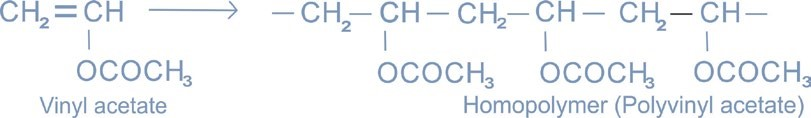 CH₂=CH → —CH₂—CH—CH₂—CH—CH₂—CH—
OCOCH₃ OCOCH₃ OCOCH₃ OCOCH₃
Vinyl acetate Homopolymer (Polyvinyl acetate)